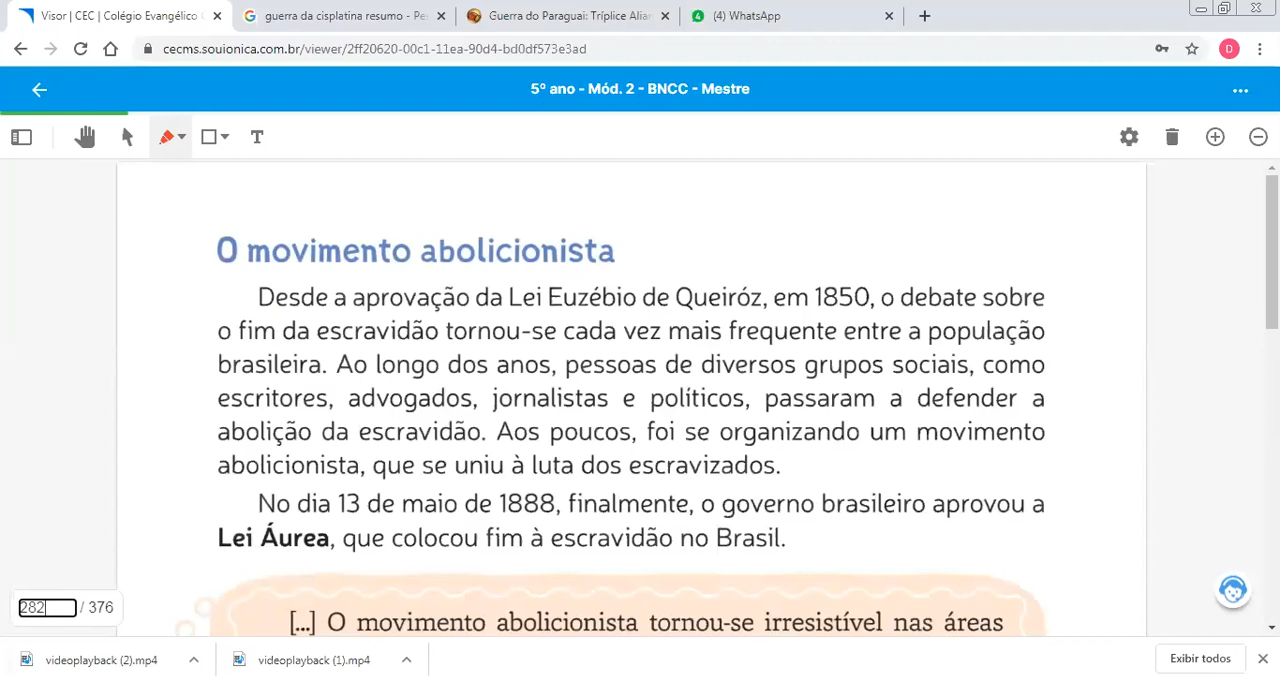 Visor | CEC | Colégio Evangélico C
guerra da cisplatina resumo - Pe
Guerra do Paraguai: Tríplice Alian
(4) WhatsApp
cecms.souionica.com.br/viewer/2ff20620-00c1-11ea-90d4-bd0df573e3ad
D
5º ano - Mód. 2 - BNCC - Mestre
T
O movimento abolicionista
Desde a aprovação da Lei Euzébio de Queiróz, em 1850, o debate sobre
o fim da escravidão tornou-se cada vez mais frequente entre a população
brasileira. Ao longo dos anos, pessoas de diversos grupos sociais, como
escritores, advogados, jornalistas e políticos, passaram a defender a
abolição da escravidão. Aos poucos, foi se organizando um movimento
abolicionista, que se uniu à luta dos escravizados.
No dia 13 de maio de 1888, finalmente, o governo brasileiro aprovou a
Lei Áurea, que colocou fim à escravidão no Brasil.
[...] O movimento abolicionista tornou-se irresistível nas áreas
282 / 376
videoplayback (2).mp4
videoplayback (1).mp4
Exibir todos